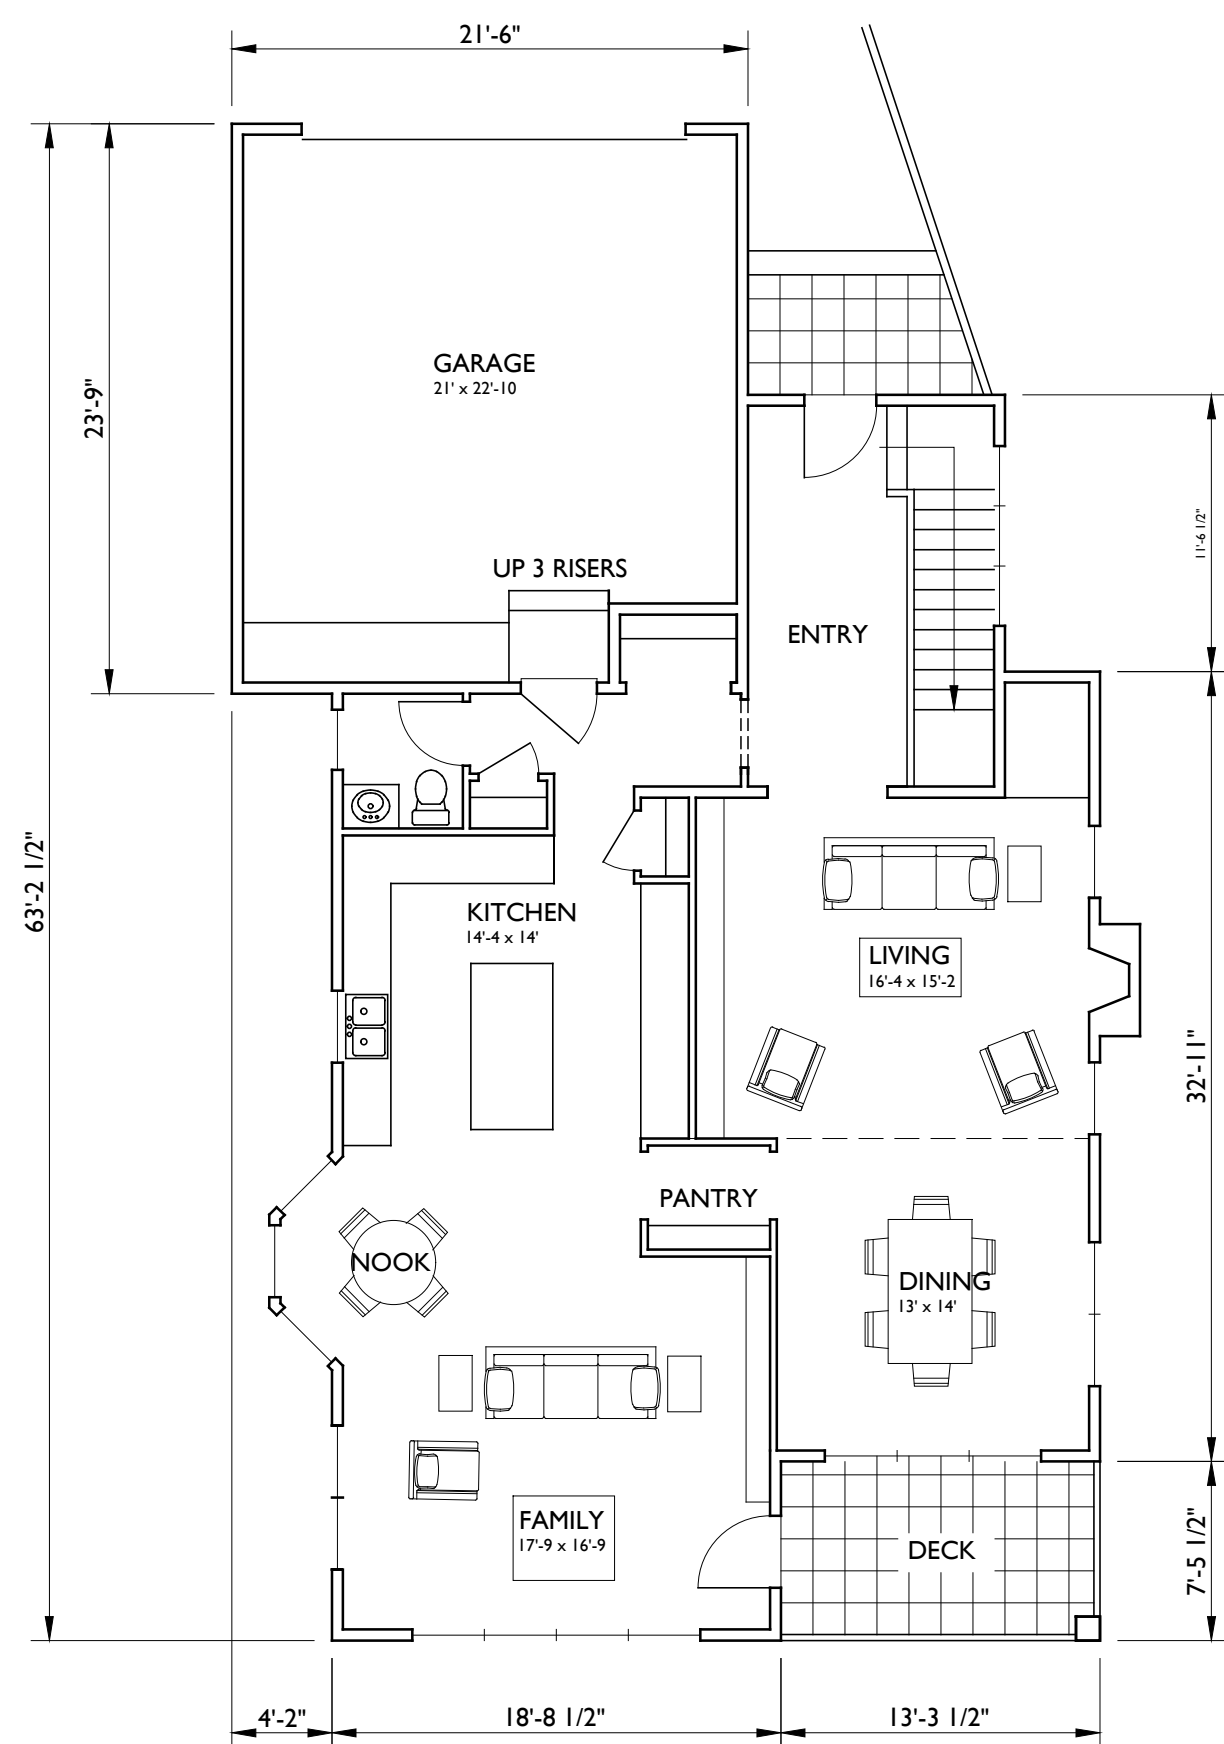 21'-6"
23'-9"
GARAGE
21' x 22'-10
11'-6 1/2"
UP 3 RISERS
ENTRY
63'-2 1/2"
KITCHEN
14'-4 x 14'
LIVING
16'-4 x 15'-2
32'-11"
PANTRY
NOOK
DINING
13' x 14'
FAMILY
17'-9 x 16'-9
DECK
7'-5 1/2"
4'-2"
18'-8 1/2"
13'-3 1/2"